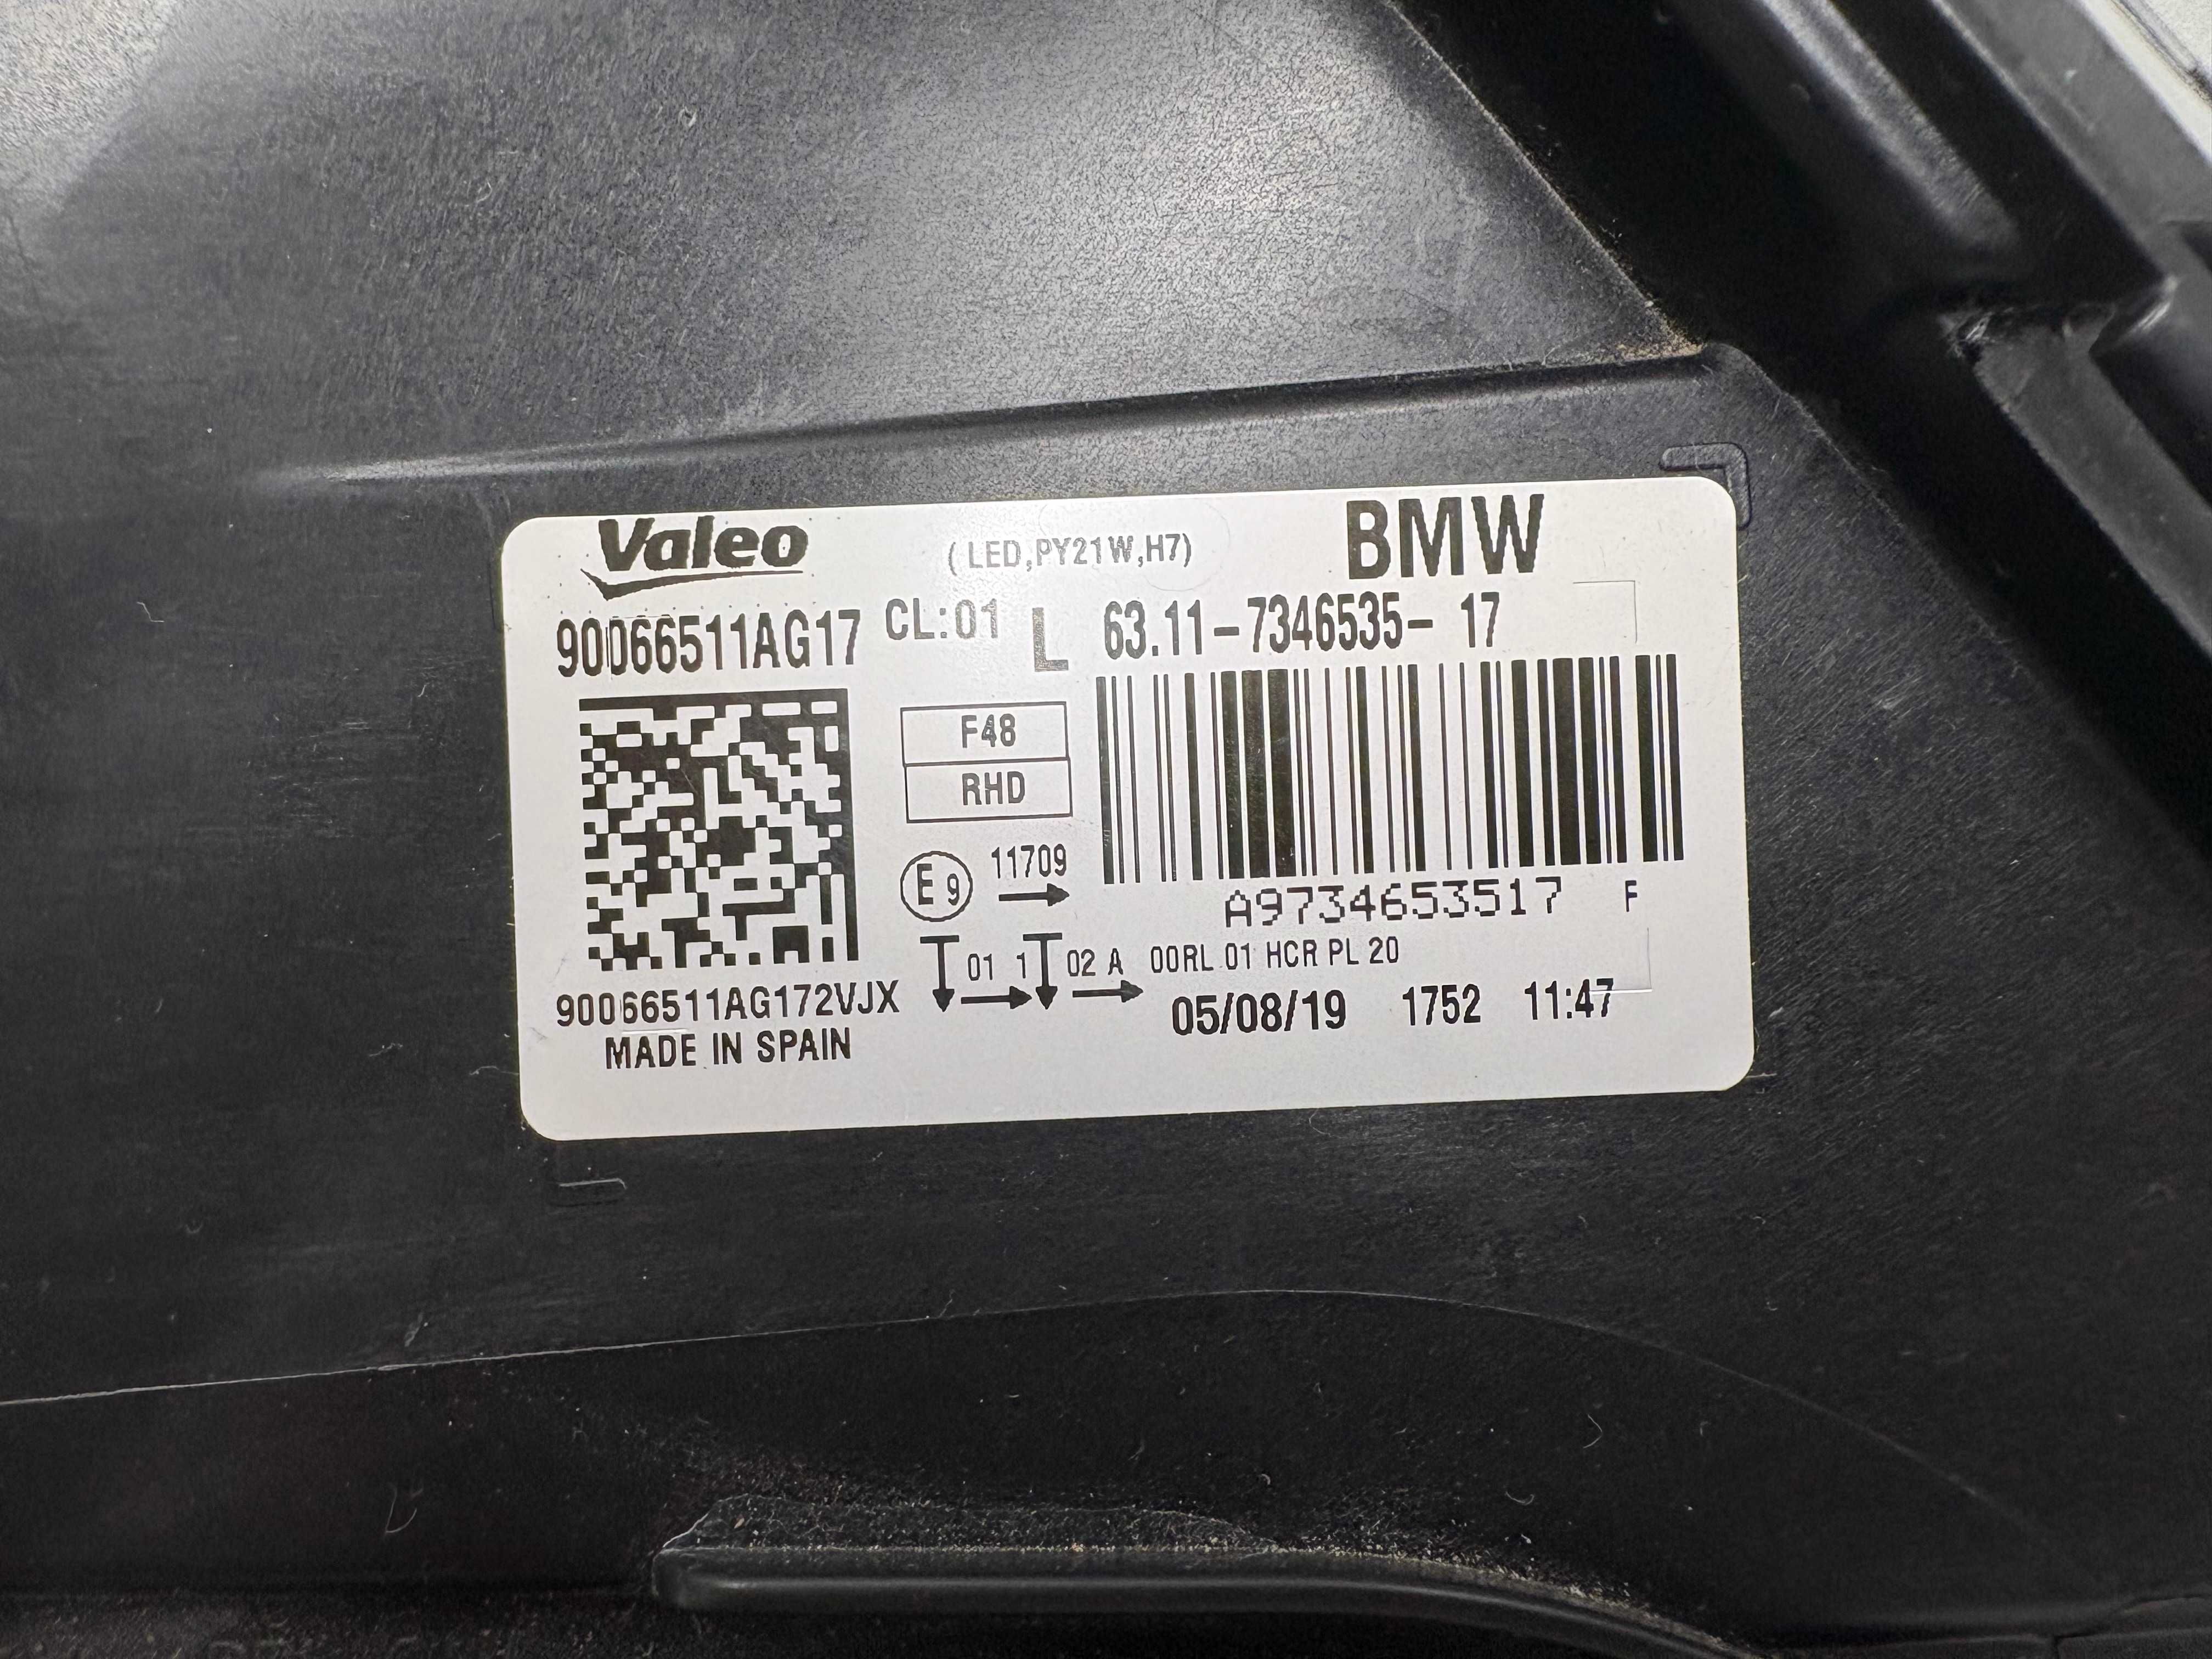 Valeo (LED,PY21W,H7) BMW
90066511AG17 CL:01 L 63.11-7346535- 17
F48
RHD
E9 11709
A9734653517 F
01 1 02 A 00RL 01 HCR PL 20
90066511AG172VJX 05/08/19 1752 11:47
MADE IN SPAIN